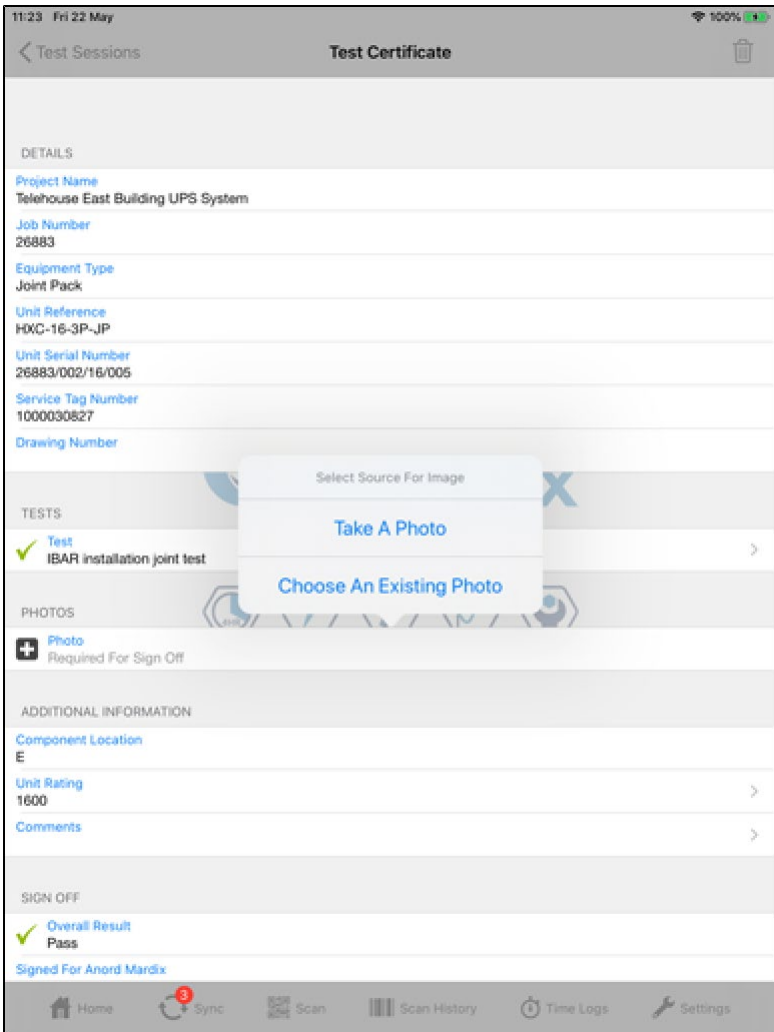 11:23 Fri 22 May 100%
Test Sessions Test Certificate
DETAILS
Project Name
Telehouse East Building UPS System
Job Number
26883
Equipment Type
Joint Pack
Unit Reference
HXC-16-3P-JP
Unit Serial Number
26883/002/16/005
Service Tag Number
1000030827
Drawing Number
Select Source For Image
Take A Photo
Choose An Existing Photo
x
TESTS
Test
IBAR installation joint test
PHOTOS
Photo
Required For Sign Off
ADDITIONAL INFORMATION
Component Location
E
Unit Rating
1600
Comments
SIGN OFF
Overall Result
Pass
Signed For Anord Mardix
Home 3 Sync Scan Scan History Time Logs Settings